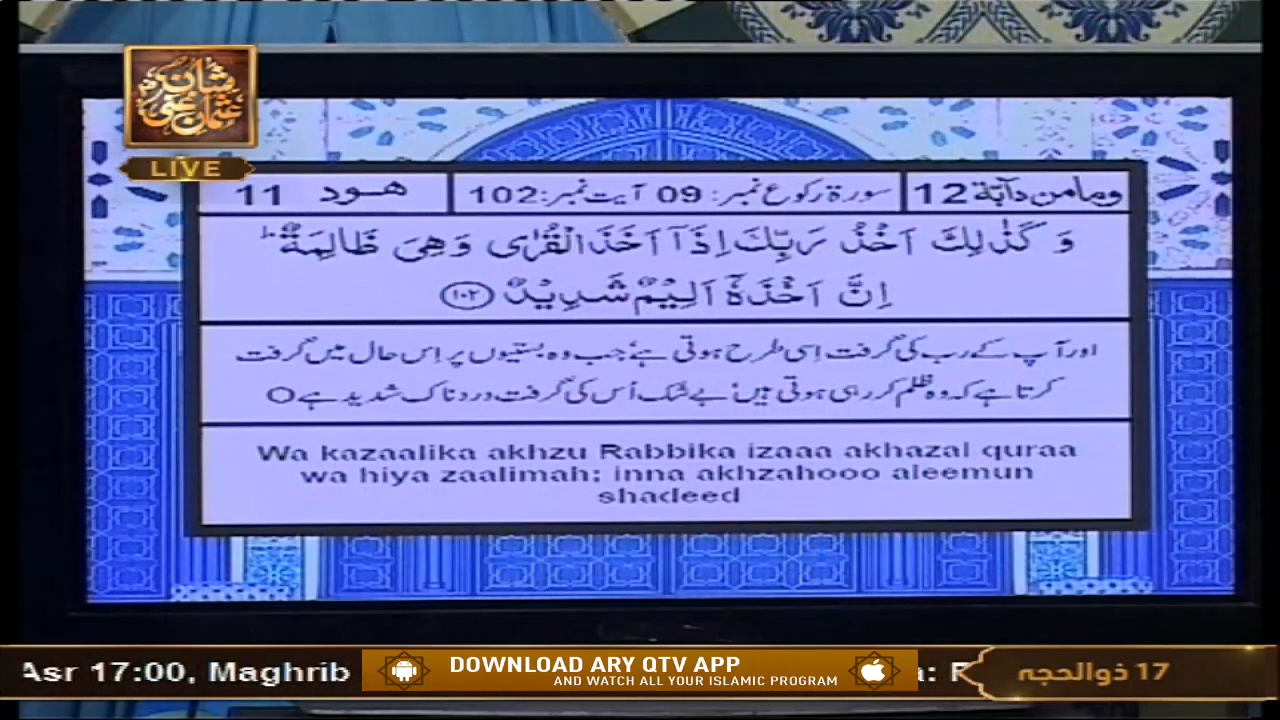 شان عثمان غنی
LIVE
ومامن دآبة 12
سورۃ رکوع نمبر: 09 آیت نمبر: 102
هود 11
وَ كَذٰلِكَ اَخْذُ رَبِّكَ اِذَاۤ اَخَذَ الْقُرٰى وَ هِیَ ظَالِمَةٌ ؕ
اِنَّ اَخْذَهٗۤ اَلِیْمٌ شَدِیْدٌ ۝۱۰۲
اور آپ کے رب کی گرفت اِسی طرح ہوتی ہے جب وہ بستیوں پر اِس حال میں گرفت
کرتا ہے کہ وہ ظلم کر رہی ہوتی ہیں، بے شک اُس کی گرفت دردناک شدید ہے ○
Wa kazaalika akhzu Rabbika izaaa akhazal quraa
wa hiya zaalimah; inna akhzahooo aleemun
shadeed
Asr 17:00, Maghrib
DOWNLOAD ARY QTV APP
AND WATCH ALL YOUR ISLAMIC PROGRAM
17 ذوالحجہ